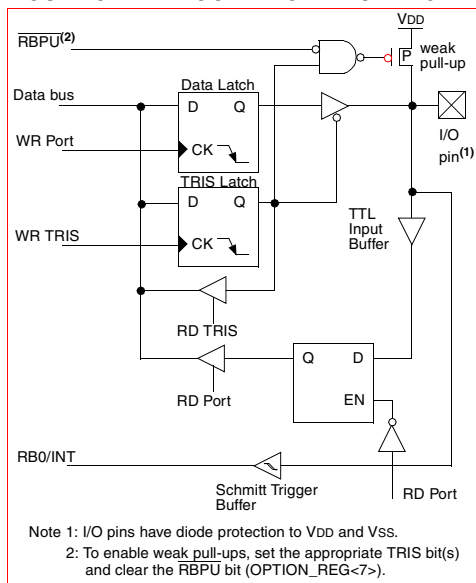 VDD
RBPU(2)
P
weak
pull-up
Data Latch
Data bus
D Q
I/O
pin(1)
WR Port
CK
TRIS Latch
D Q
TTL
Input
Buffer
WR TRIS
CK
RD TRIS
Q D
RD Port
EN
RB0/INT
Schmitt Trigger
Buffer
RD Port
Note 1: I/O pins have diode protection to VDD and VSS.
2: To enable weak pull-ups, set the appropriate TRIS bit(s)
and clear the RBPU bit (OPTION_REG<7>).